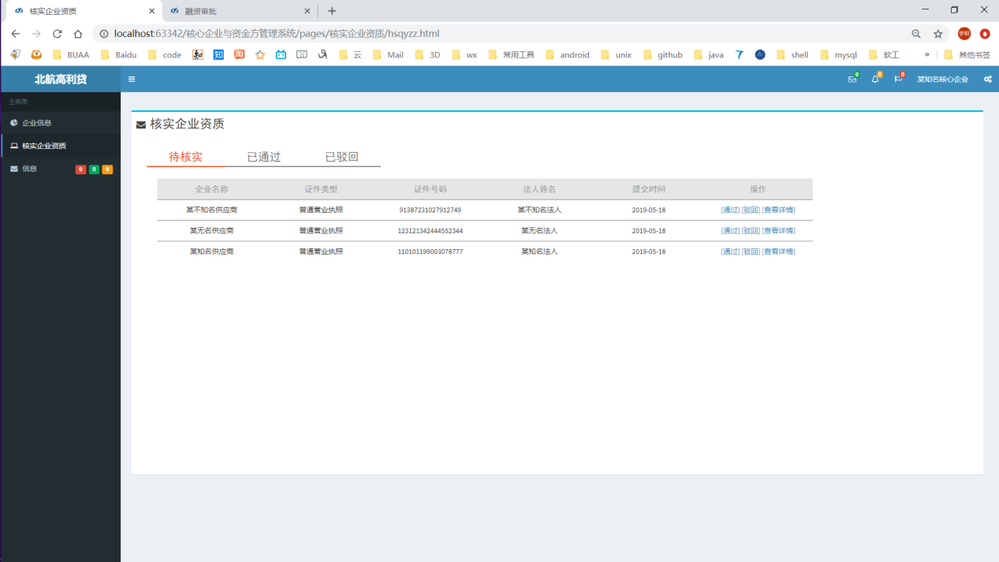 核实企业资质
融资审批
localhost:63342/核心企业与资金方管理系统/pages/核实企业资质/hsqyzz.html
宇轩
BUAA Baidu code 知 淘 云 Mail 3D wx 常用工具 android unix github java shell mysql 软工 » 其他书签
北航高利贷
0 0 0 某知名核心企业
主菜单
企业信息
核实企业资质
信息 0 0 0
核实企业资质
待核实 已通过 已驳回
企业名称 证件类型 证件号码 法人姓名 提交时间 操作
某不知名供应商 普通营业执照 91387231027912749 某不知名法人 2019-05-18 [通过] [驳回] [查看详情]
某无名供应商 普通营业执照 123121342444552344 某无名法人 2019-05-18 [通过] [驳回] [查看详情]
某知名供应商 普通营业执照 110101199003078777 某知名法人 2019-05-18 [通过] [驳回] [查看详情]